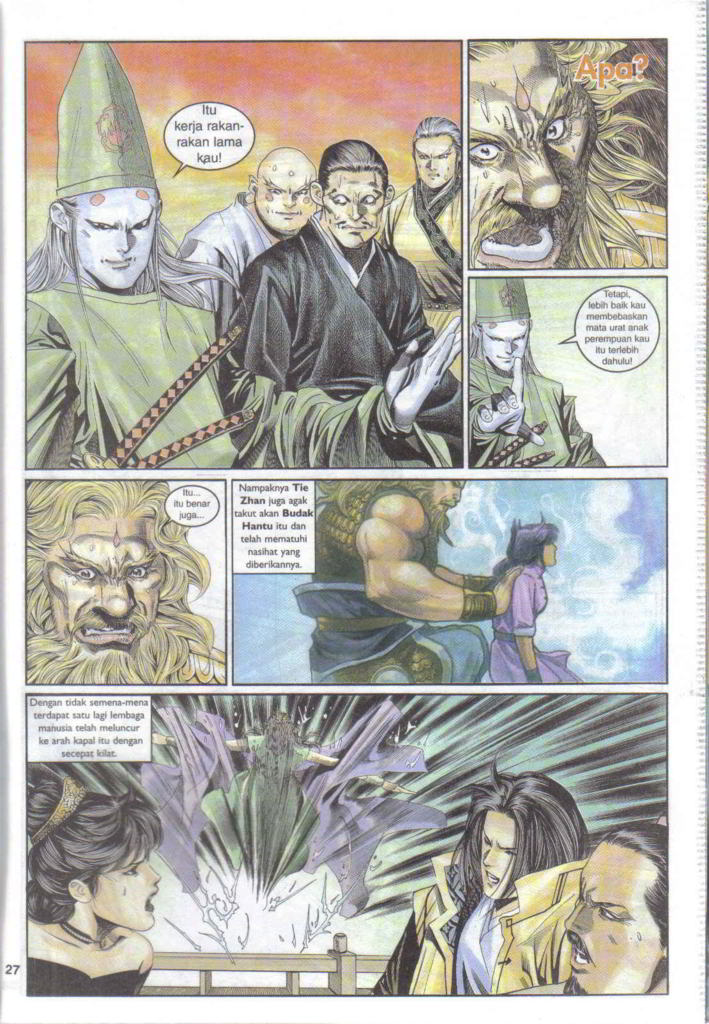 Itu
kerja rakan-
rakan lama
kau!
Apa?
Tetapi,
lebih baik kau
membebaskan
mata urat anak
perempuan kau
itu terlebih
dahulu!
Itu...
itu benar
juga...
Nampaknya Tie
Zhan juga agak
takut akan Budak
Hantu itu dan
telah mematuhi
nasihat yang
diberikannya.
Dengan tidak semena-mena
terdapat satu lagi lembaga
manusia telah meluncur
ke arah kapal itu dengan
secepat kilat.
27